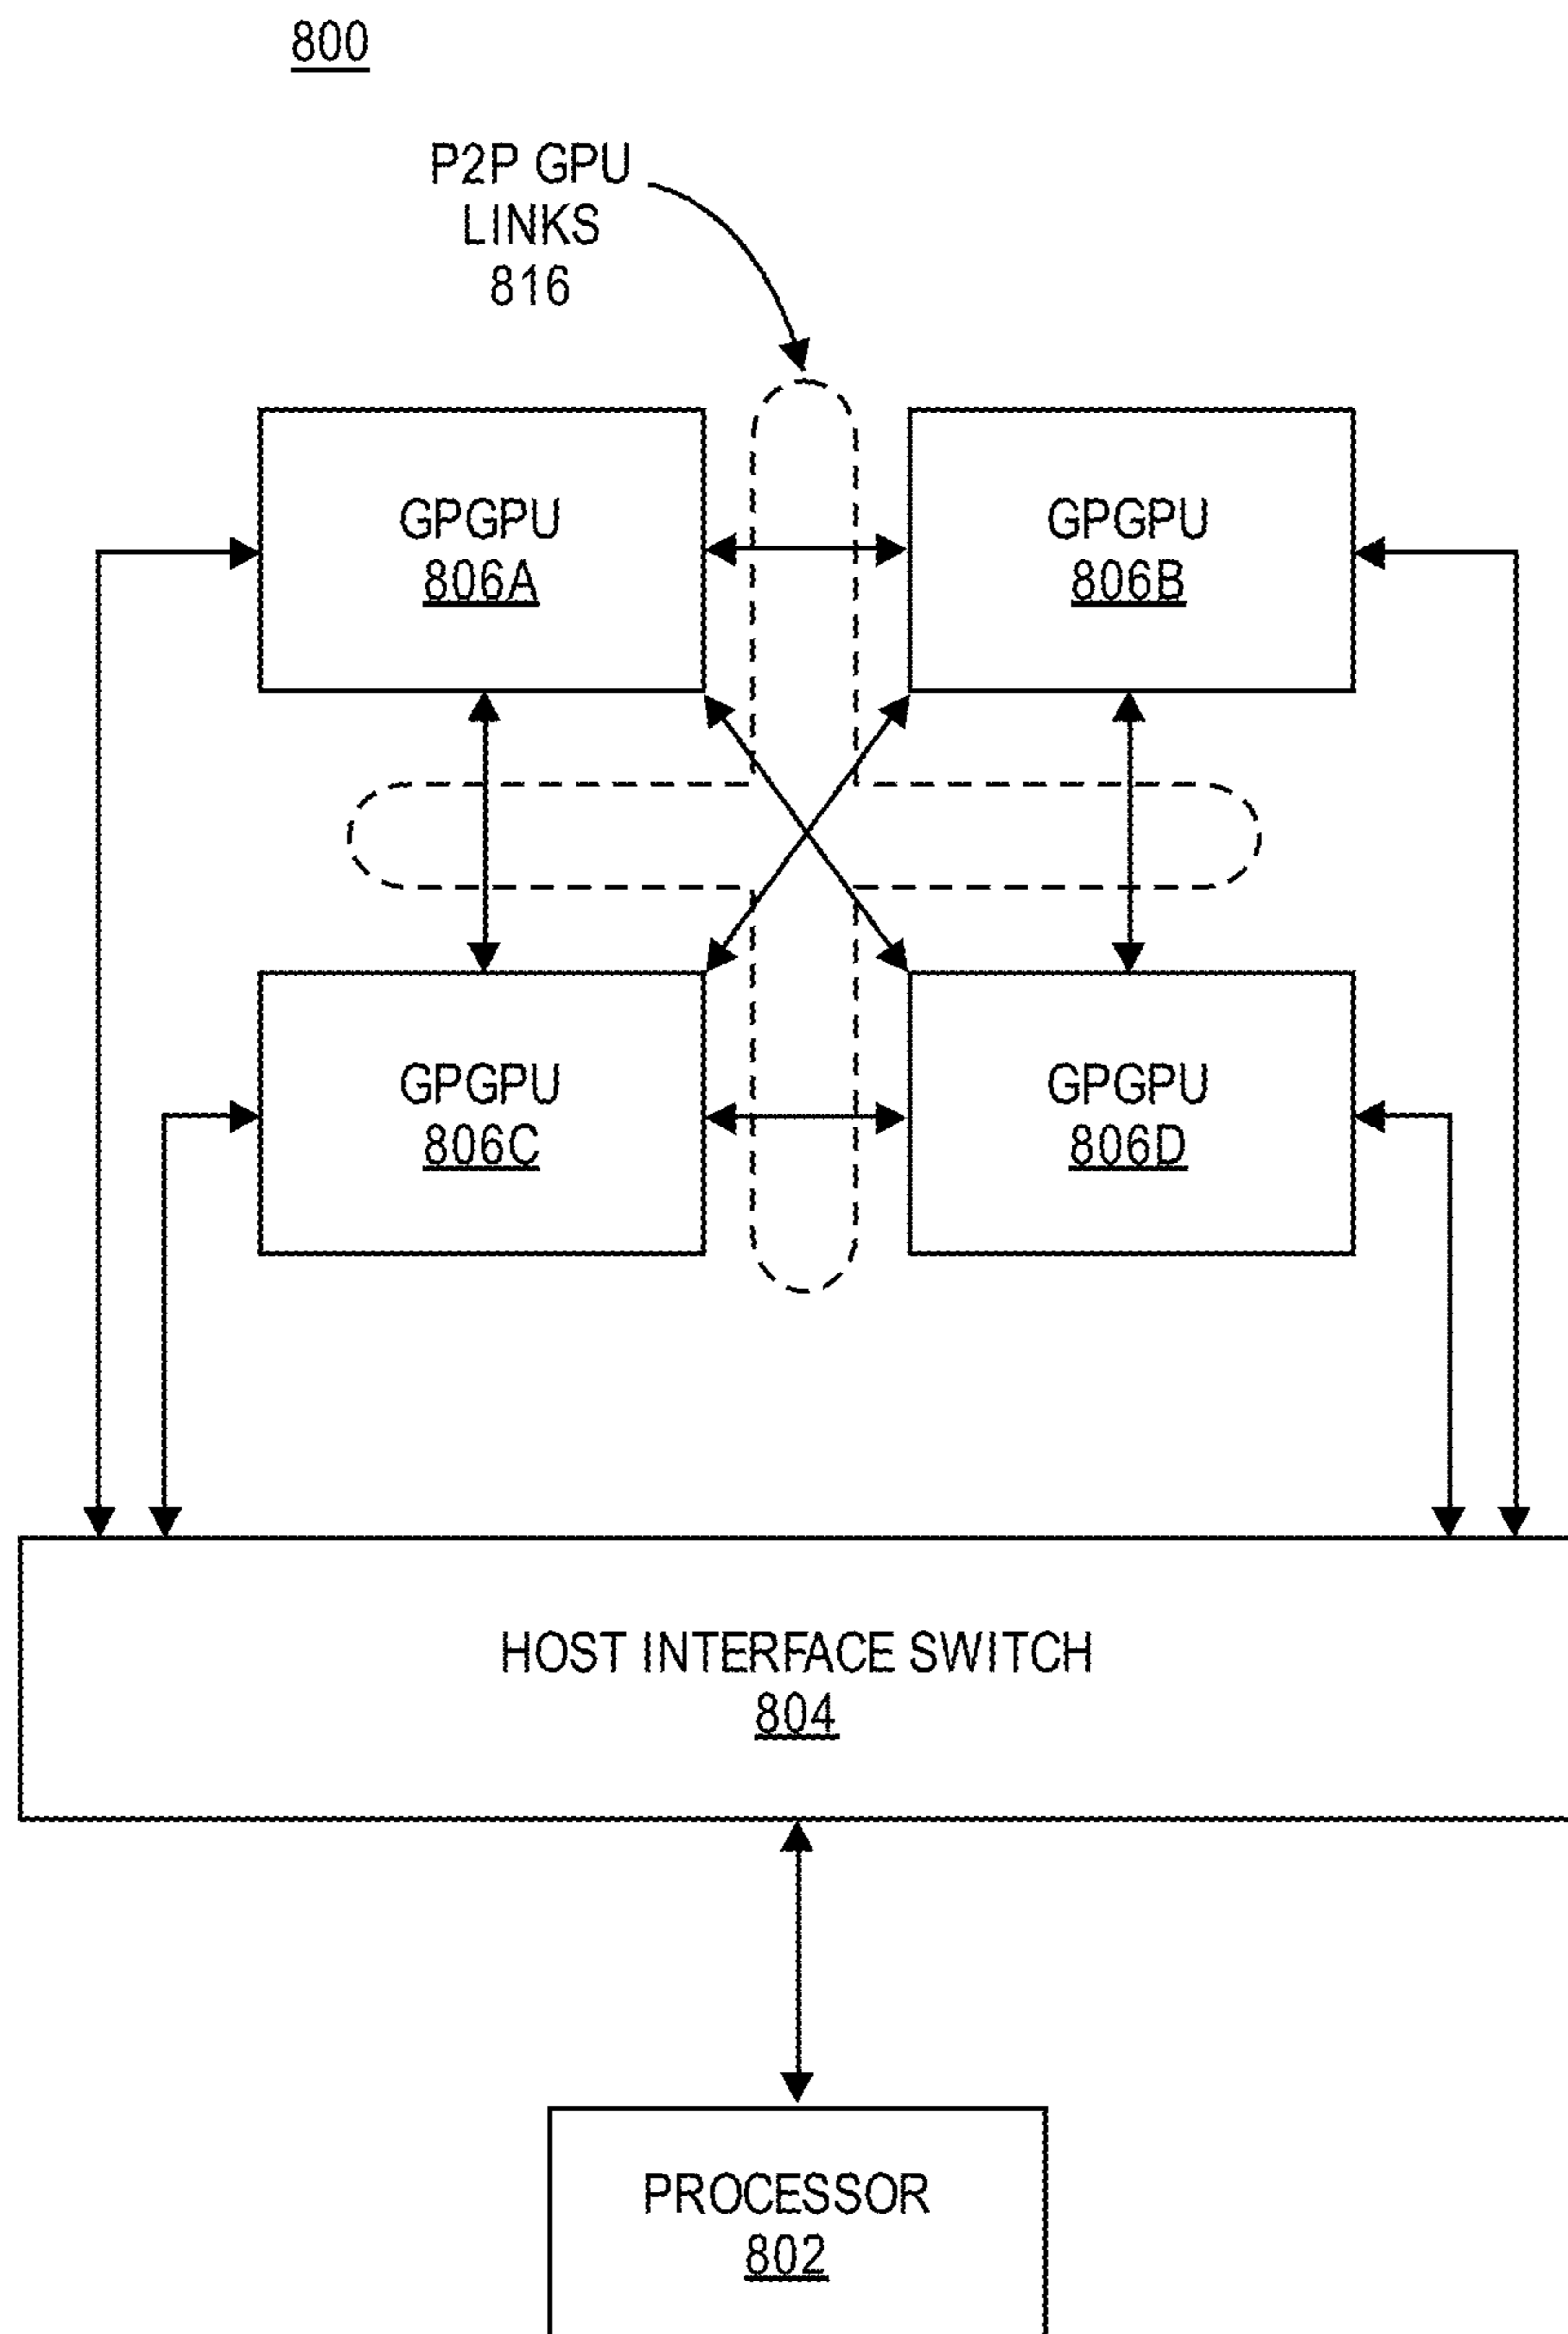 800
P2P GPU
LINKS
816
GPGPU
806A
GPGPU
806B
GPGPU
806C
GPGPU
806D
HOST INTERFACE SWITCH
804
PROCESSOR
802